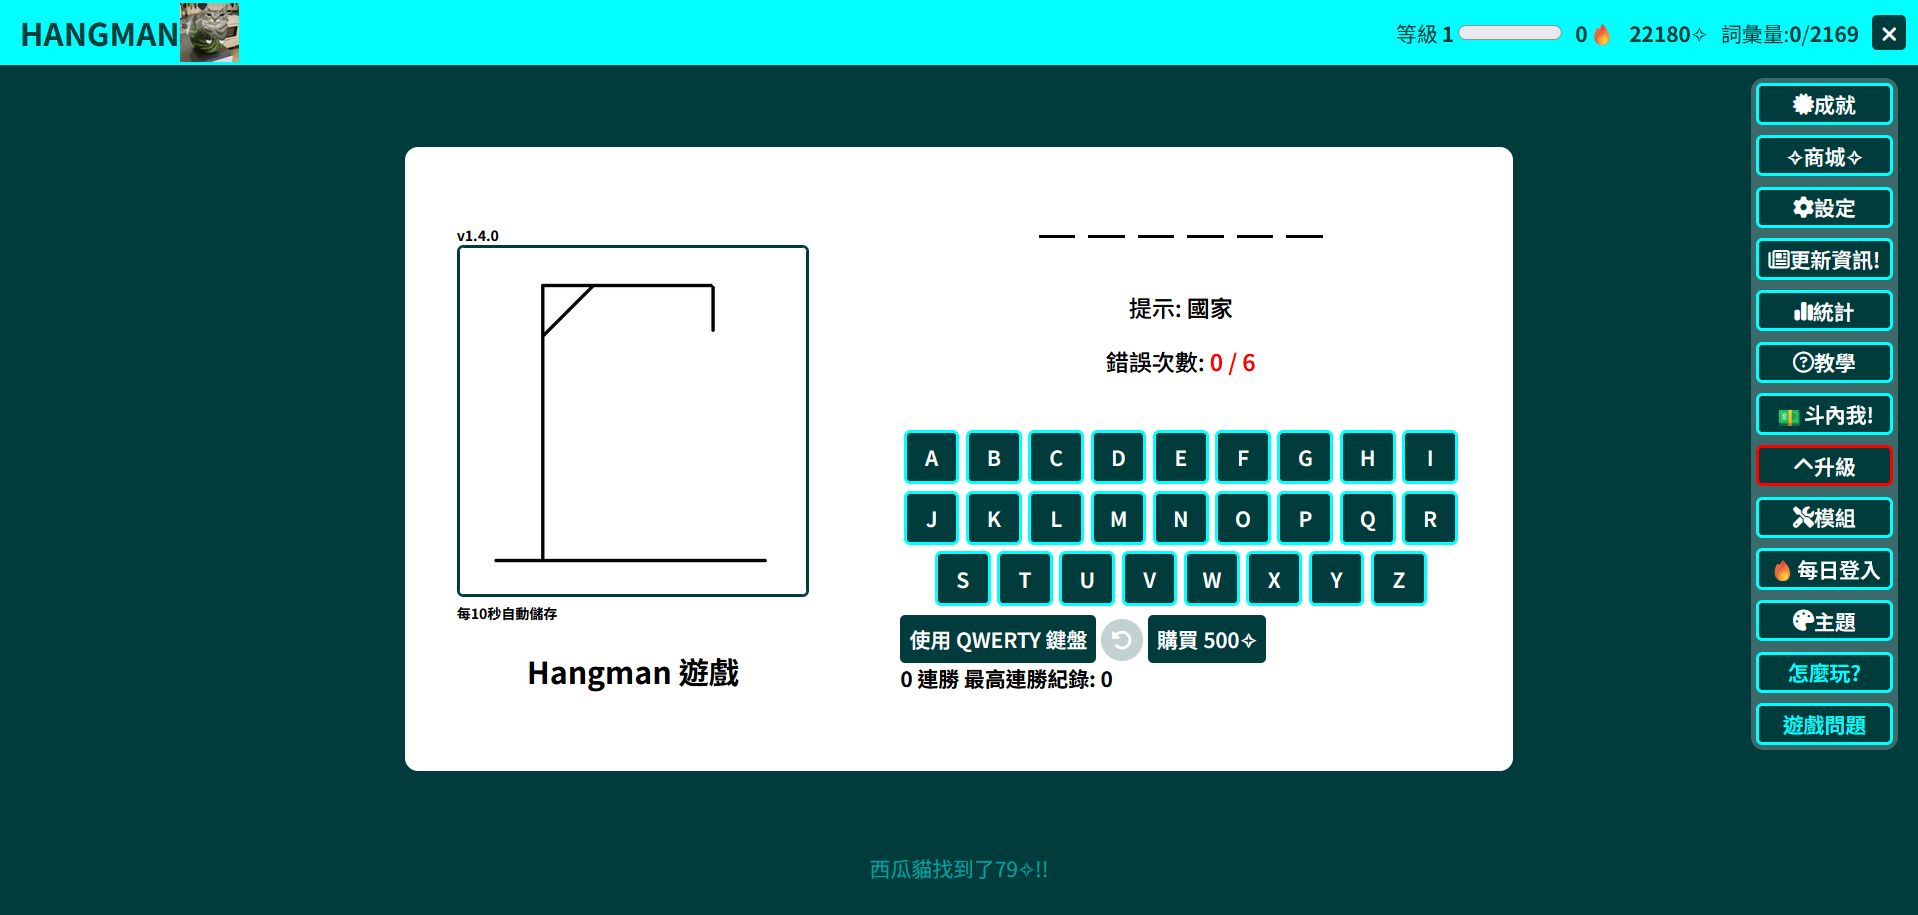 HANGMAN
等級 1 0🔥 22180✧ 詞彙量:0/2169 ×
成就
✧商城✧
設定
更新資訊!
統計
?教學
💵 斗內我!
升級
模組
🔥 每日登入
主題
怎麼玩?
遊戲問題
v1.4.0
每10秒自動儲存
Hangman 遊戲
_ _ _ _ _ _
提示: 國家
錯誤次數: 0 / 6
A B C D E F G H I
J K L M N O P Q R
S T U V W X Y Z
使用 QWERTY 鍵盤 購買 500✧
0 連勝 最高連勝紀錄: 0
西瓜貓找到了79✧!!